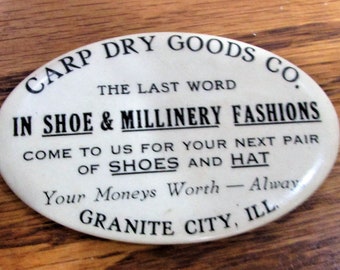 CARP DRY GOODS CO.
THE LAST WORD
IN SHOE & MILLINERY FASHIONS
COME TO US FOR YOUR NEXT PAIR
OF SHOES AND HAT
Your Moneys Worth — Alway
GRANITE CITY, ILL.